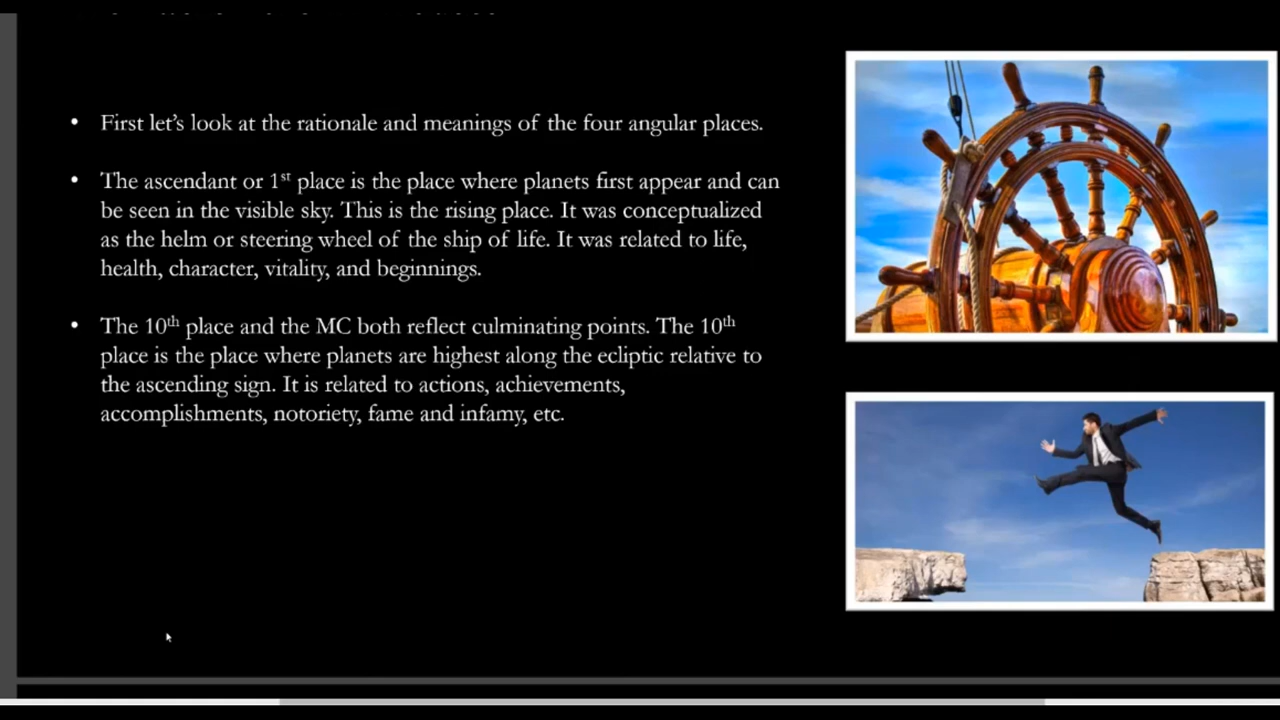 First let's look at the rationale and meanings of the four angular places.
The ascendant or 1st place is the place where planets first appear and can
be seen in the visible sky. This is the rising place. It was conceptualized
as the helm or steering wheel of the ship of life. It was related to life,
health, character, vitality, and beginnings.
The 10th place and the MC both reflect culminating points. The 10th
place is the place where planets are highest along the ecliptic relative to
the ascending sign. It is related to actions, achievements,
accomplishments, notoriety, fame and infamy, etc.